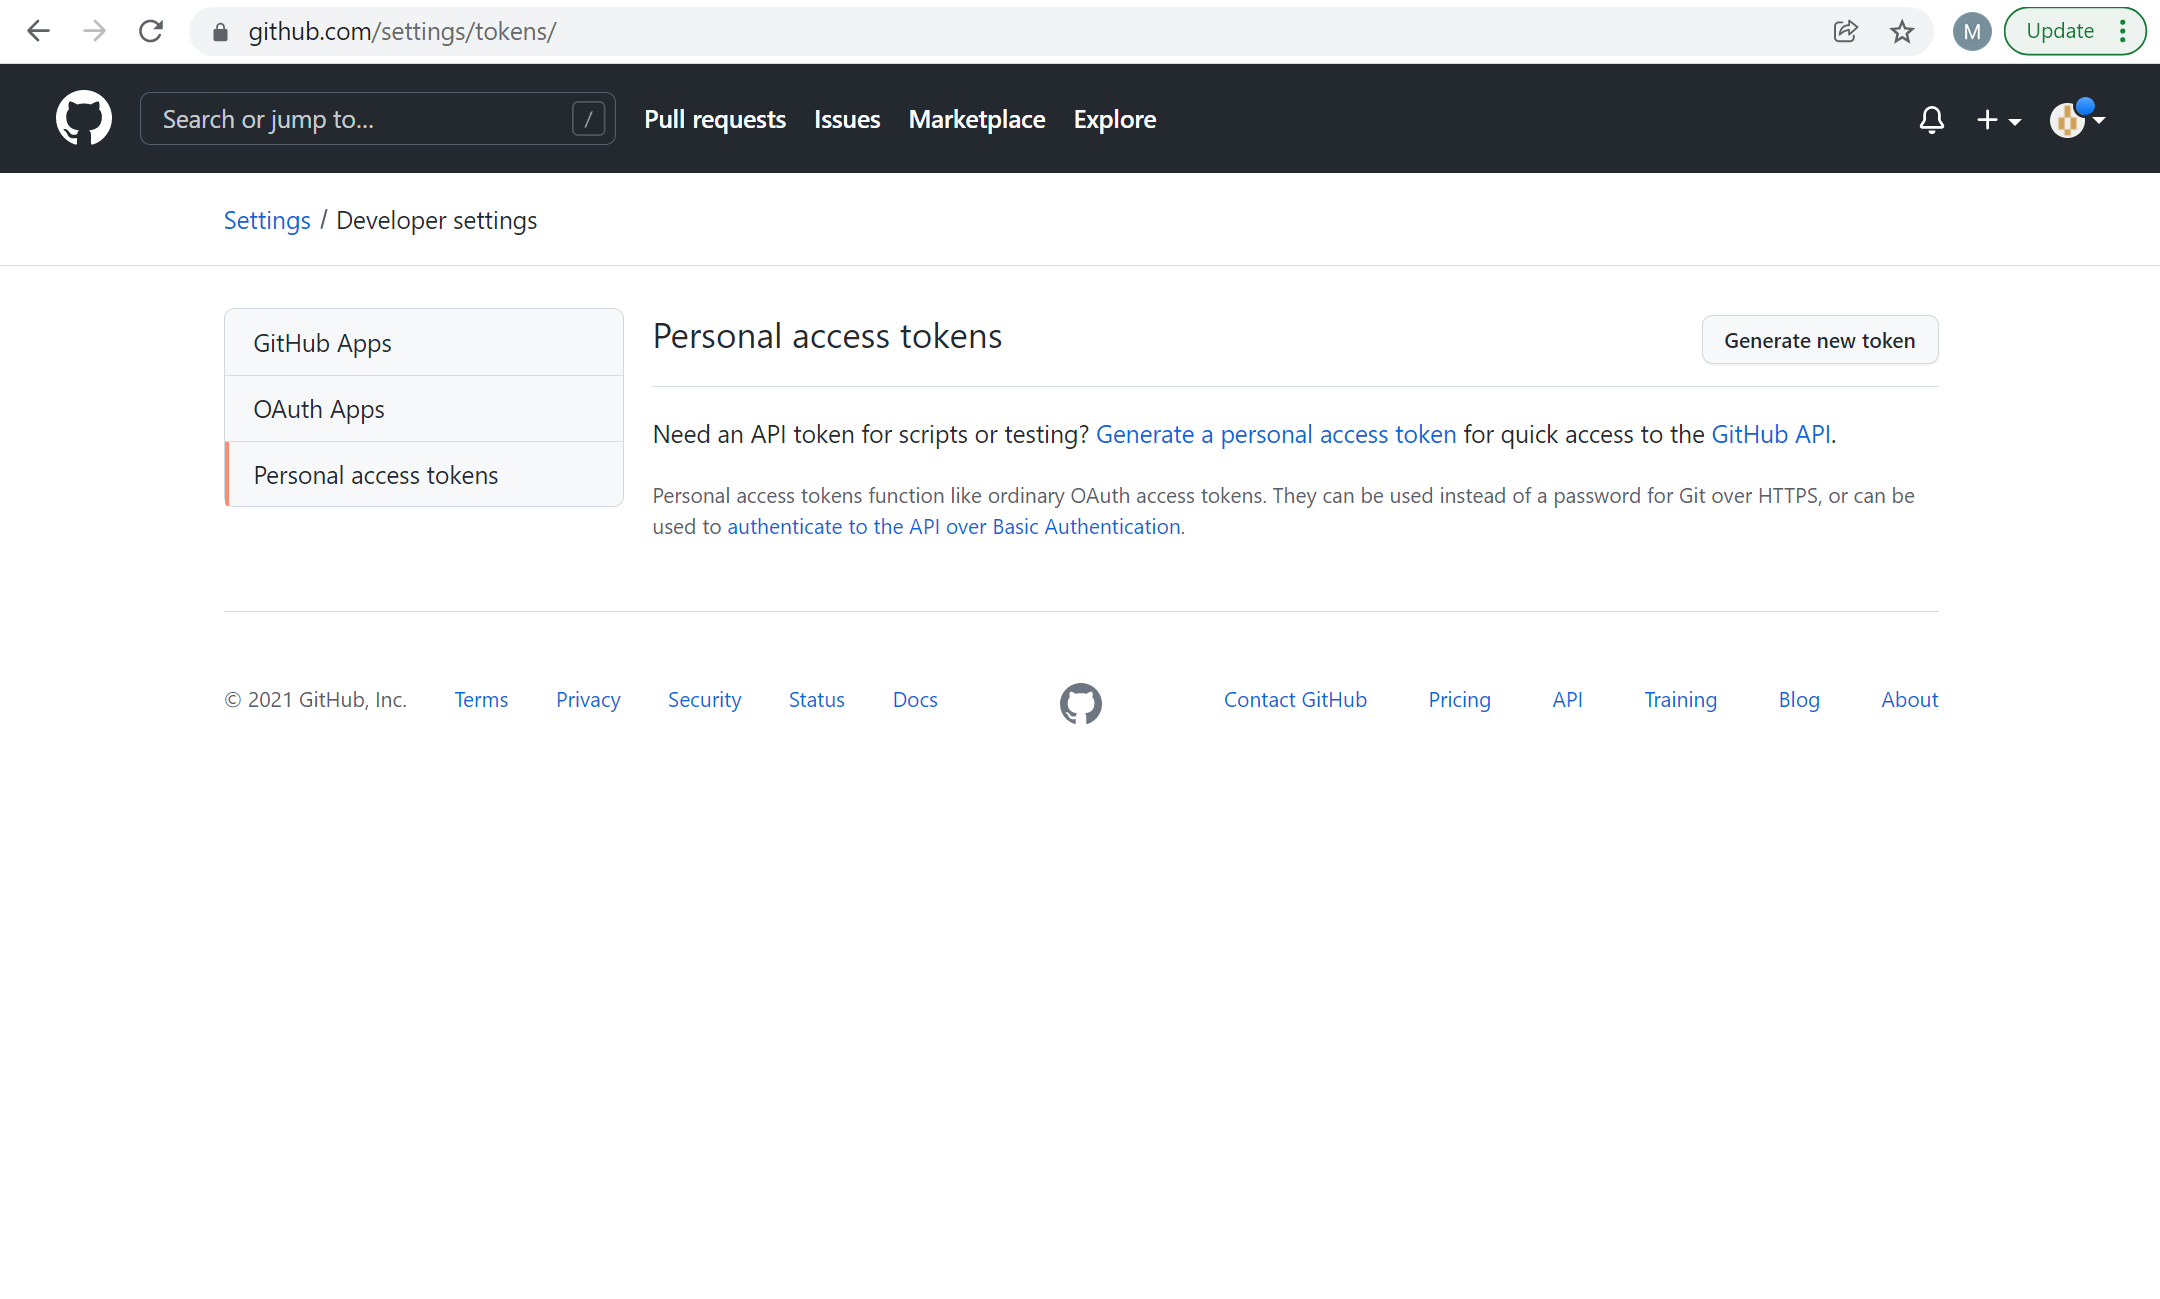 github.com/settings/tokens/
M
Update
Search or jump to...
/
Pull requests
Issues
Marketplace
Explore
Settings / Developer settings
GitHub Apps
OAuth Apps
Personal access tokens
Personal access tokens
Generate new token
Need an API token for scripts or testing? Generate a personal access token for quick access to the GitHub API.
Personal access tokens function like ordinary OAuth access tokens. They can be used instead of a password for Git over HTTPS, or can be
used to authenticate to the API over Basic Authentication.
© 2021 GitHub, Inc.
Terms
Privacy
Security
Status
Docs
Contact GitHub
Pricing
API
Training
Blog
About